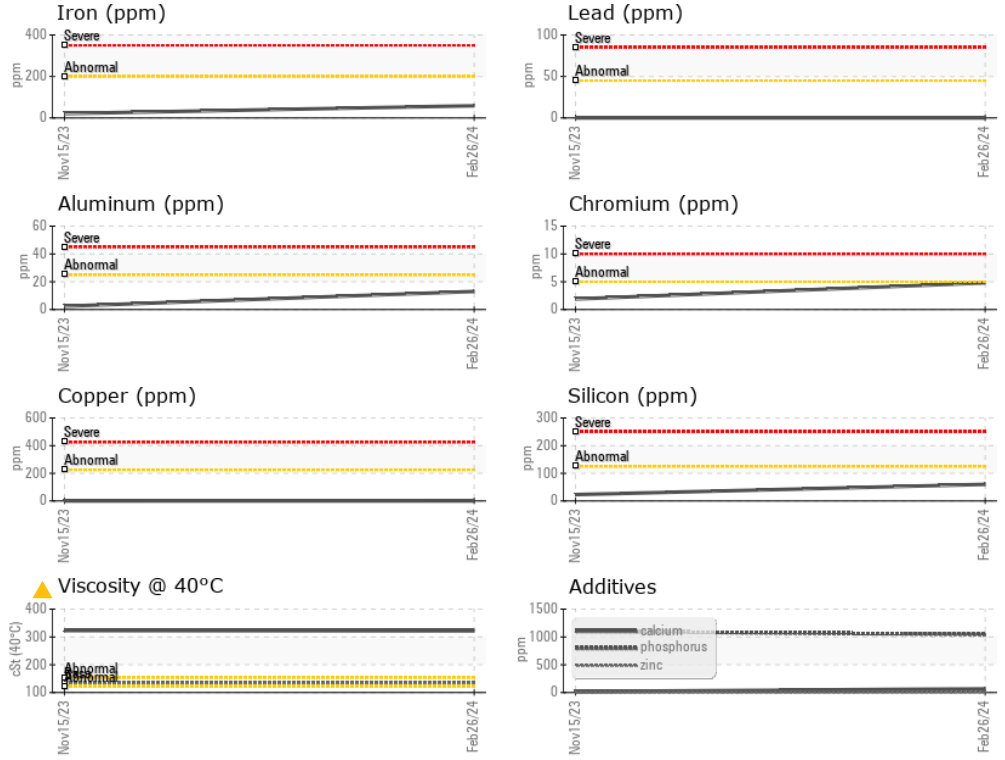 Iron (ppm)
400
200
0
ppm
Severe
Abnormal
Nov15/23
Feb26/24
Lead (ppm)
100
50
0
ppm
Severe
Abnormal
Nov15/23
Feb26/24
Aluminum (ppm)
60
40
20
0
ppm
Severe
Abnormal
Nov15/23
Feb26/24
Chromium (ppm)
15
10
5
0
ppm
Severe
Abnormal
Nov15/23
Feb26/24
Copper (ppm)
600
400
200
0
ppm
Severe
Abnormal
Nov15/23
Feb26/24
Silicon (ppm)
300
200
100
0
ppm
Severe
Abnormal
Nov15/23
Feb26/24
Viscosity @ 40°C
400
300
200
100
cSt (40°C)
Abnormal
Abnormal
Nov15/23
Feb26/24
Additives
1500
1000
500
0
ppm
calcium
phosphorus
zinc
Nov15/23
Feb26/24